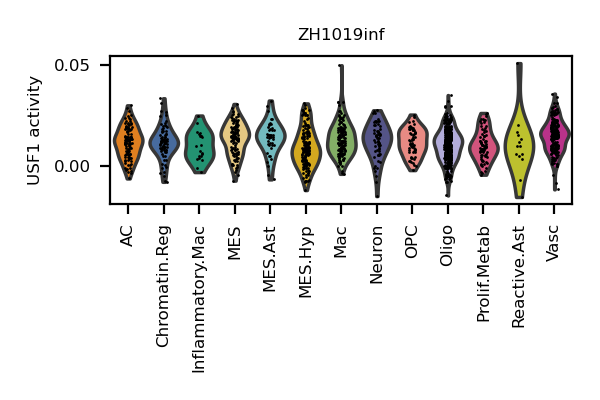 ZH1019inf
USF1 activity
0.05
0.00
AC
Chromatin.Reg
Inflammatory.Mac
MES
MES.Ast
MES.Hyp
Mac
Neuron
OPC
Oligo
Prolif.Metab
Reactive.Ast
Vasc